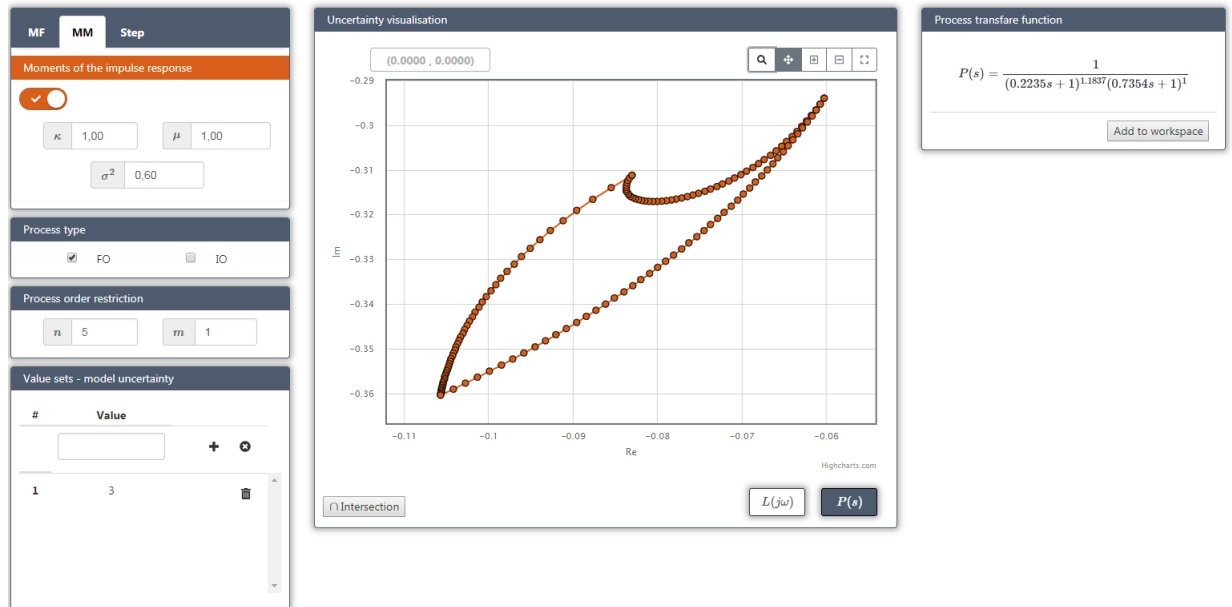 MF MM Step
Moments of the impulse response
κ 1,00 μ 1,00
σ² 0,60
Process type
FO IO
Process order restriction
n 5 m 1
Value sets - model uncertainty
# Value
1 3
Uncertainty visualisation
(0.0000 , 0.0000)
−0.29
−0.3
−0.31
−0.32
−0.33
−0.34
−0.35
−0.36
Im
−0.11 −0.1 −0.09 −0.08 −0.07 −0.06
Re
Highcharts.com
∩ Intersection L(jω) P(s)
Process transfare function
P(s) = 1 / (0.2235s + 1)^1.1837 (0.7354s + 1)^1
Add to workspace